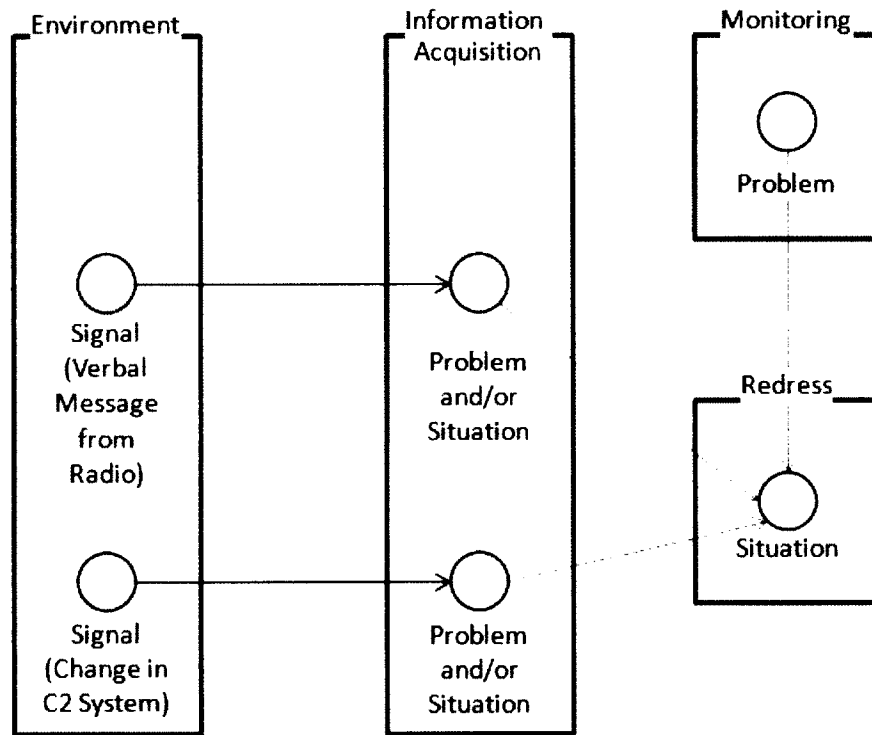 Environment
Information
Acquisition
Monitoring
Problem
Signal
(Verbal
Message
from
Radio)
Problem
and/or
Situation
Redress
Situation
Signal
(Change in
C2 System)
Problem
and/or
Situation